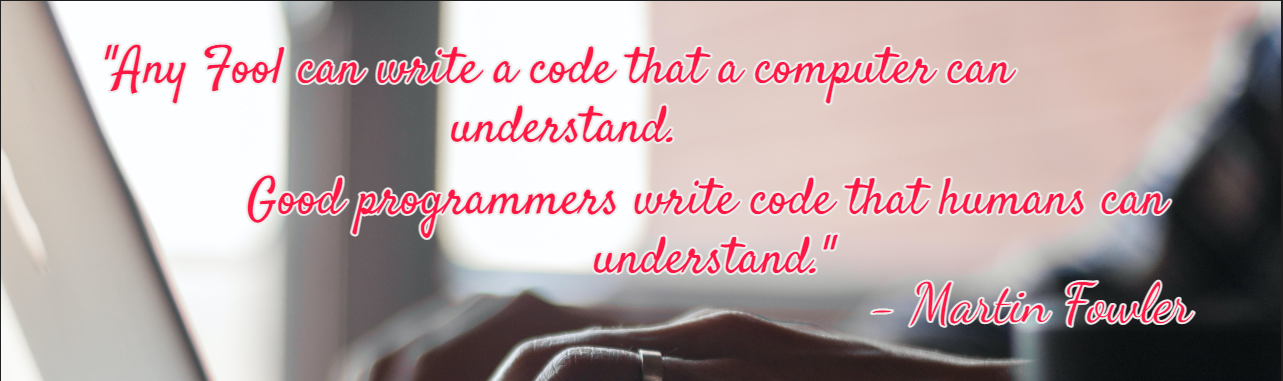 "Any Fool can write a code that a computer can
understand.
Good programmers write code that humans can
understand."
- Martin Fowler